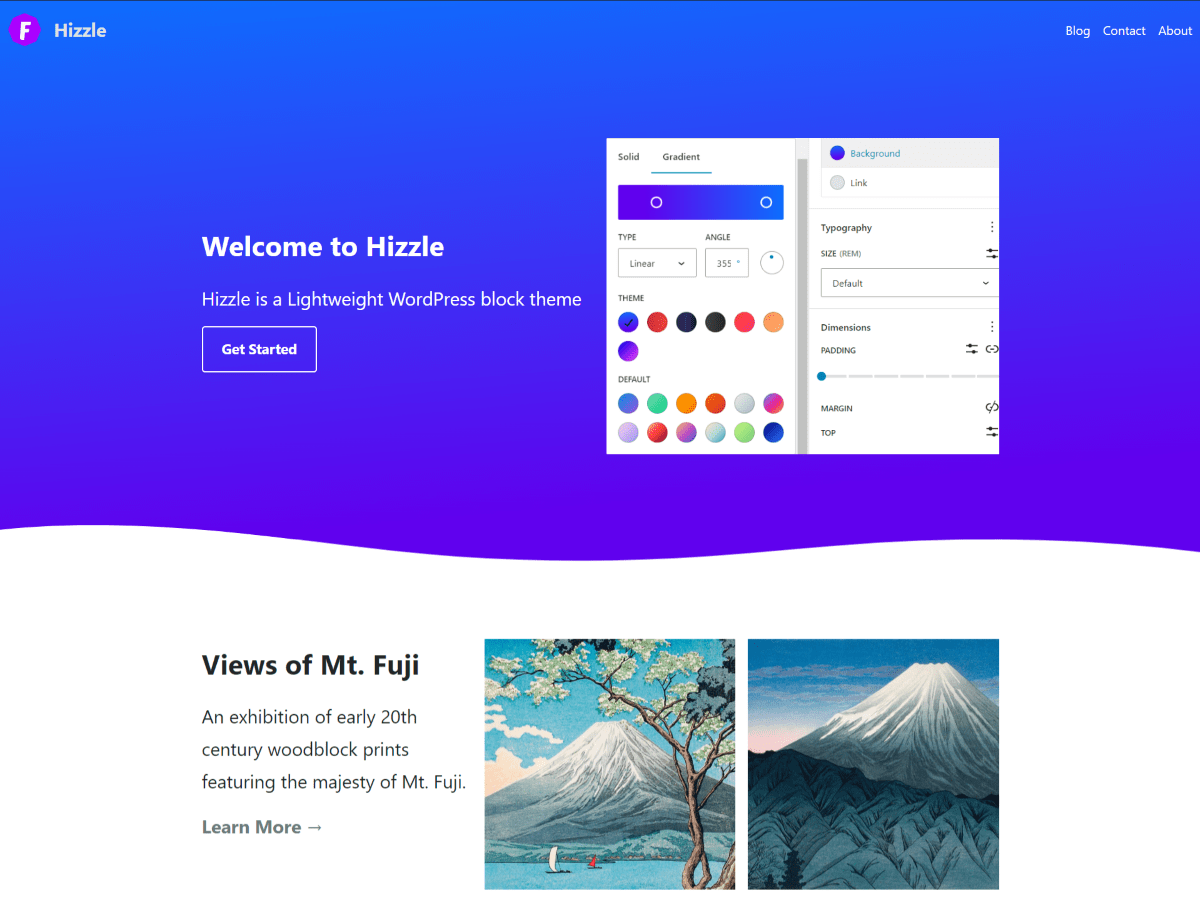 F Hizzle
Blog Contact About
Welcome to Hizzle
Hizzle is a Lightweight WordPress block theme
Get Started
Solid Gradient
TYPE ANGLE
Linear 355 °
THEME
DEFAULT
Background
Link
Typography
SIZE (REM)
Default
Dimensions
PADDING
MARGIN
TOP
Views of Mt. Fuji
An exhibition of early 20th
century woodblock prints
featuring the majesty of Mt. Fuji.
Learn More →